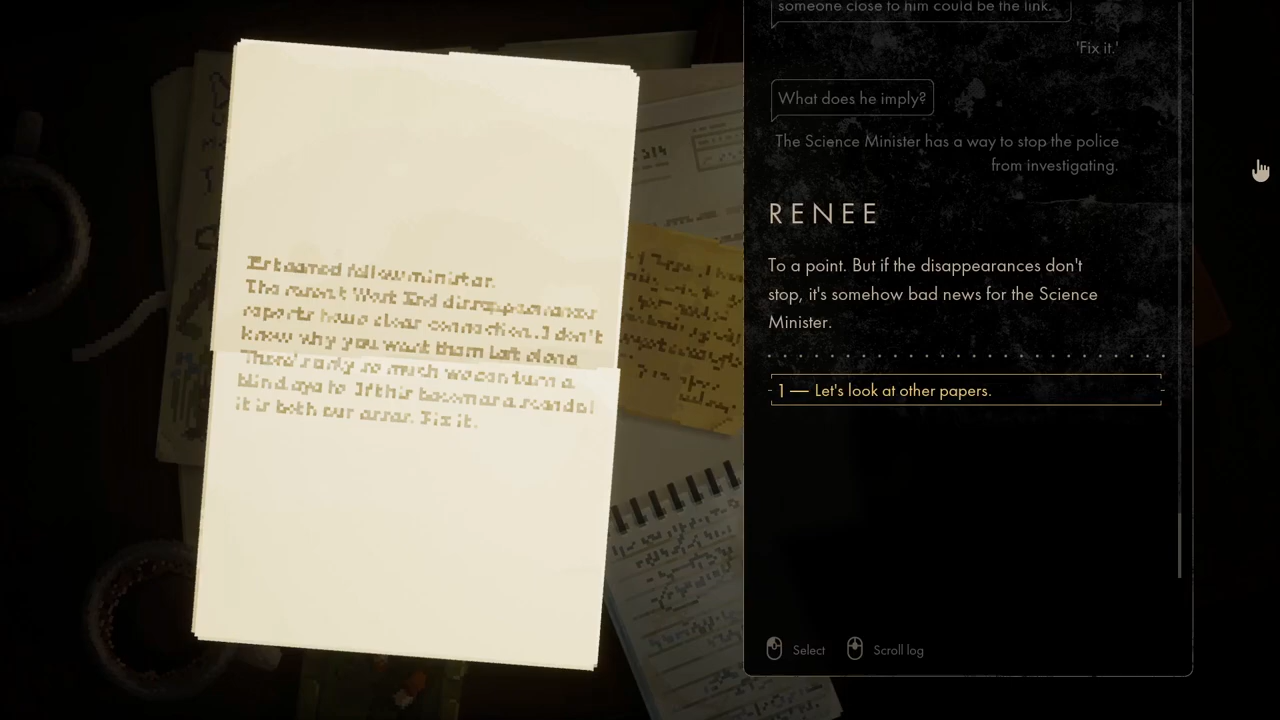 someone close to him could be the link.
'Fix it.'
What does he imply?
The Science Minister has a way to stop the police
from investigating.
RENEE
To a point. But if the disappearances don't
stop, it's somehow bad news for the Science
Minister.
1 — Let's look at other papers.
Select
Scroll log
Esteemed fellow minister.
The recent West End disappearances
reports have clear connection. I don't
know why you want them left alone
There's only so much we can turn a
blind eye to. If this becomes a scandal
it is both our asses. Fix it.